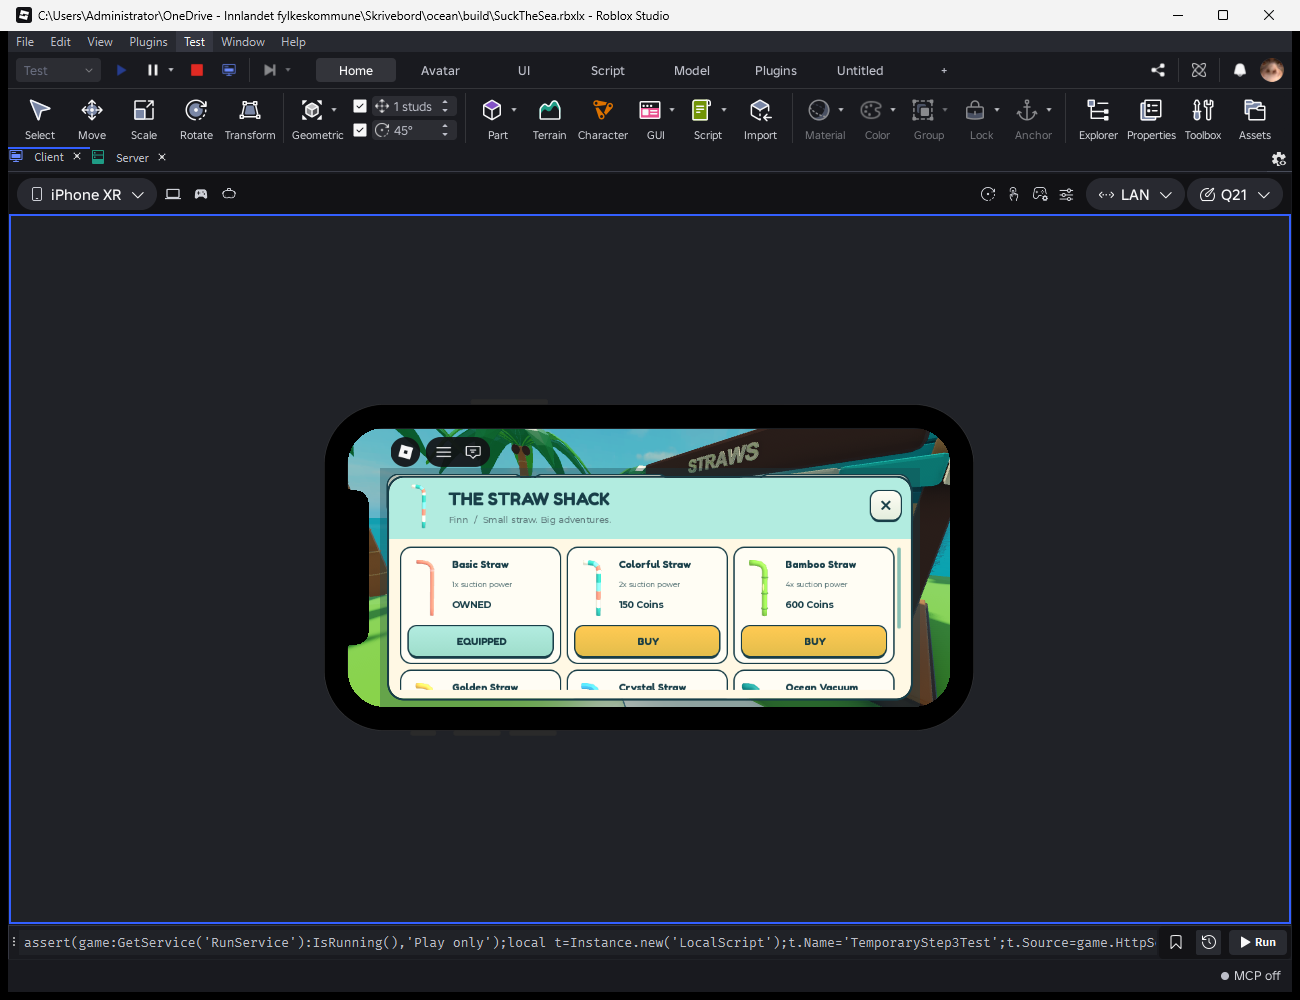 C:\Users\Administrator\OneDrive - Innlandet fylkeskommune\Skrivebord\ocean\build\SuckTheSea.rbxlx - Roblox Studio
File Edit View Plugins Test Window Help
Test Home Avatar UI Script Model Plugins Untitled +
1 studs
45°
Select Move Scale Rotate Transform Geometric Part Terrain Character GUI Script Import Material Color Group Lock Anchor Explorer Properties Toolbox Assets
Client Server
iPhone XR LAN Q21
STRAWS
THE STRAW SHACK
Finn / Small straw. Big adventures.
Basic Straw
1x suction power
OWNED
EQUIPPED
Colorful Straw
2x suction power
150 Coins
BUY
Bamboo Straw
4x suction power
600 Coins
BUY
Golden Straw Crystal Straw Ocean Vacuum
assert(game:GetService('RunService'):IsRunning(),'Play only');local t=Instance.new('LocalScript');t.Name='TemporaryStep3Test';t.Source=game.HttpS
Run
MCP off